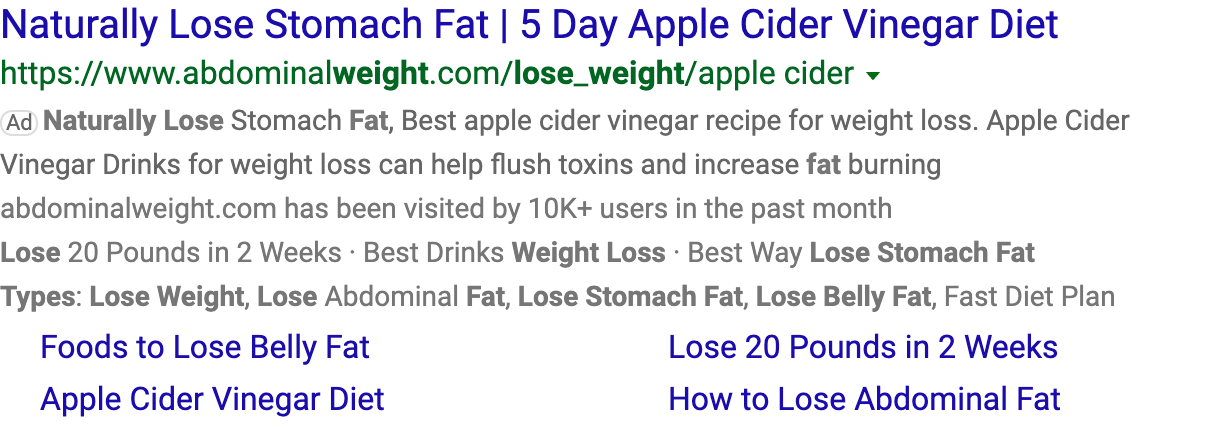 Naturally Lose Stomach Fat | 5 Day Apple Cider Vinegar Diet
https://www.abdominalweight.com/lose_weight/apple cider
Ad Naturally Lose Stomach Fat, Best apple cider vinegar recipe for weight loss. Apple Cider
Vinegar Drinks for weight loss can help flush toxins and increase fat burning
abdominalweight.com has been visited by 10K+ users in the past month
Lose 20 Pounds in 2 Weeks · Best Drinks Weight Loss · Best Way Lose Stomach Fat
Types: Lose Weight, Lose Abdominal Fat, Lose Stomach Fat, Lose Belly Fat, Fast Diet Plan
Foods to Lose Belly Fat
Lose 20 Pounds in 2 Weeks
Apple Cider Vinegar Diet
How to Lose Abdominal Fat